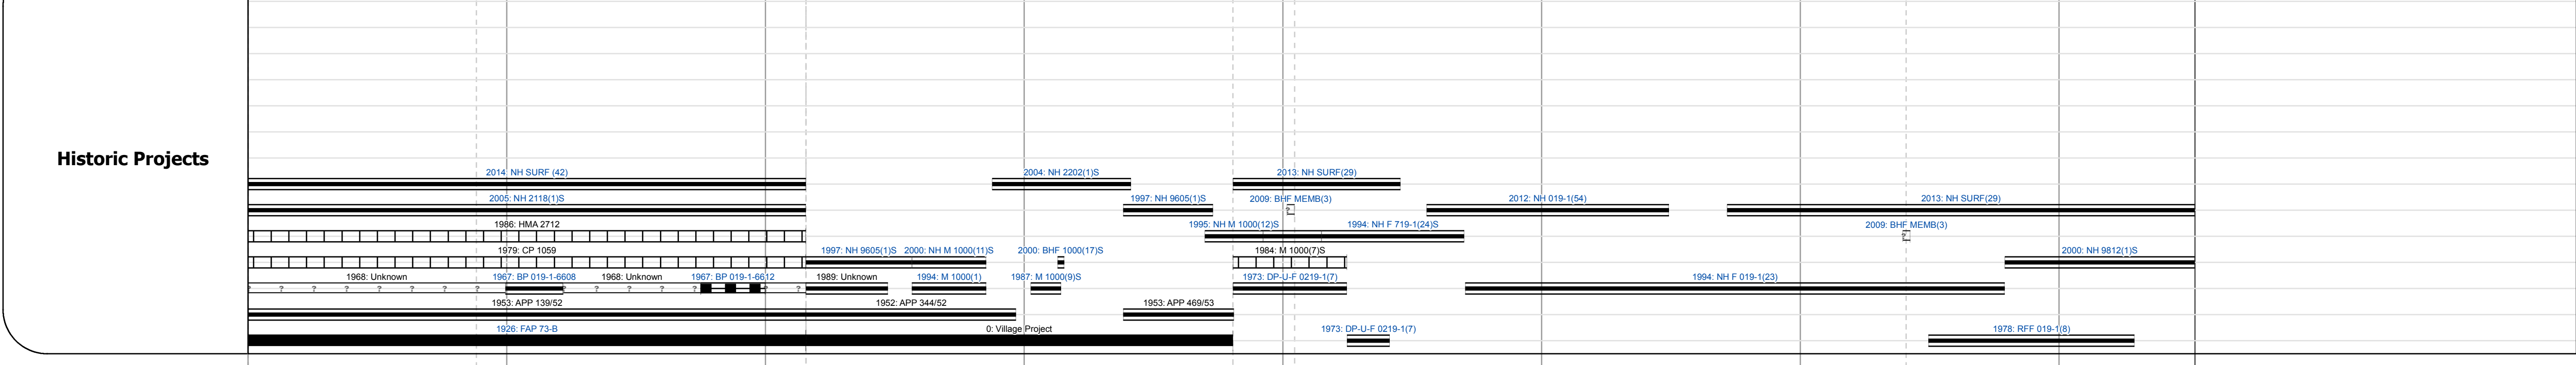 2014: NH SURF (42)
2004: NH 2202(1)S
2013: NH SURF(29)
2005: NH 2118(1)S
1997: NH 9605(1)S
2009: BHF MEMB(3)
2012: NH 019-1(54)
2013: NH SURF(29)
Historic Projects
1986: HMA 2712
1995: NH M 1000(12)S
1994: NH F 719-1(24)S
2009: BHF MEMB(3)
1979: CP 1059
1997: NH 9605(1)S
2000: NH M 1000(11)S
2000: BHF 1000(17)S
1984: M 1000(7)S
2000: NH 9812(1)S
1968: Unknown
1967: BP 019-1-6608
1968: Unknown
1967: BP 019-1-6612
1989: Unknown
1994: M 1000(1)
1987: M 1000(9)S
1973: DP-U-F 0219-1(7)
1994: NH F 019-1(23)
1953: APP 139/52
1952: APP 344/52
1953: APP 469/53
1926: FAP 73-B
0: Village Project
1973: DP-U-F 0219-1(7)
1978: RFF 019-1(8)